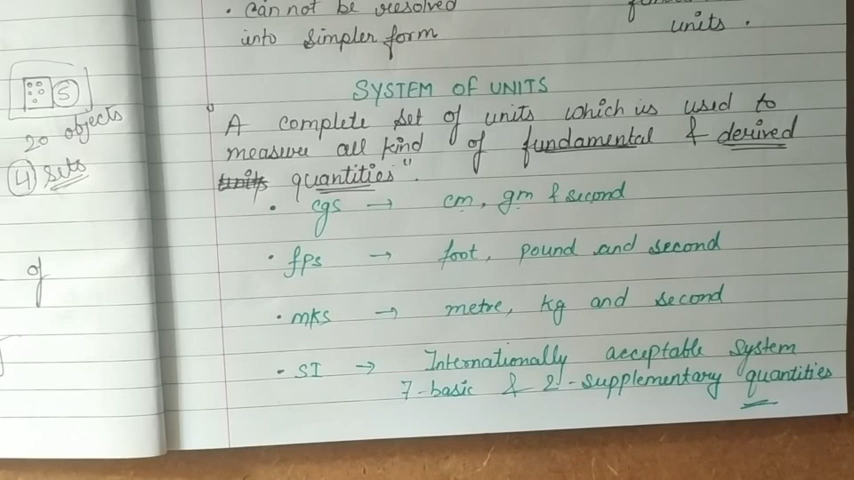 • cannot be resolved
into simpler form
units.
5
20 objects
4 sets
of
SYSTEM OF UNITS
"A complete set of units which is used to
measure all kind of fundamental & derived
units quantities".
• cgs → cm, gm & second
• fps → foot, pound and second
• mks → metre, kg and second
• SI → Internationally acceptable system
7-basic & 2-supplementary quantities